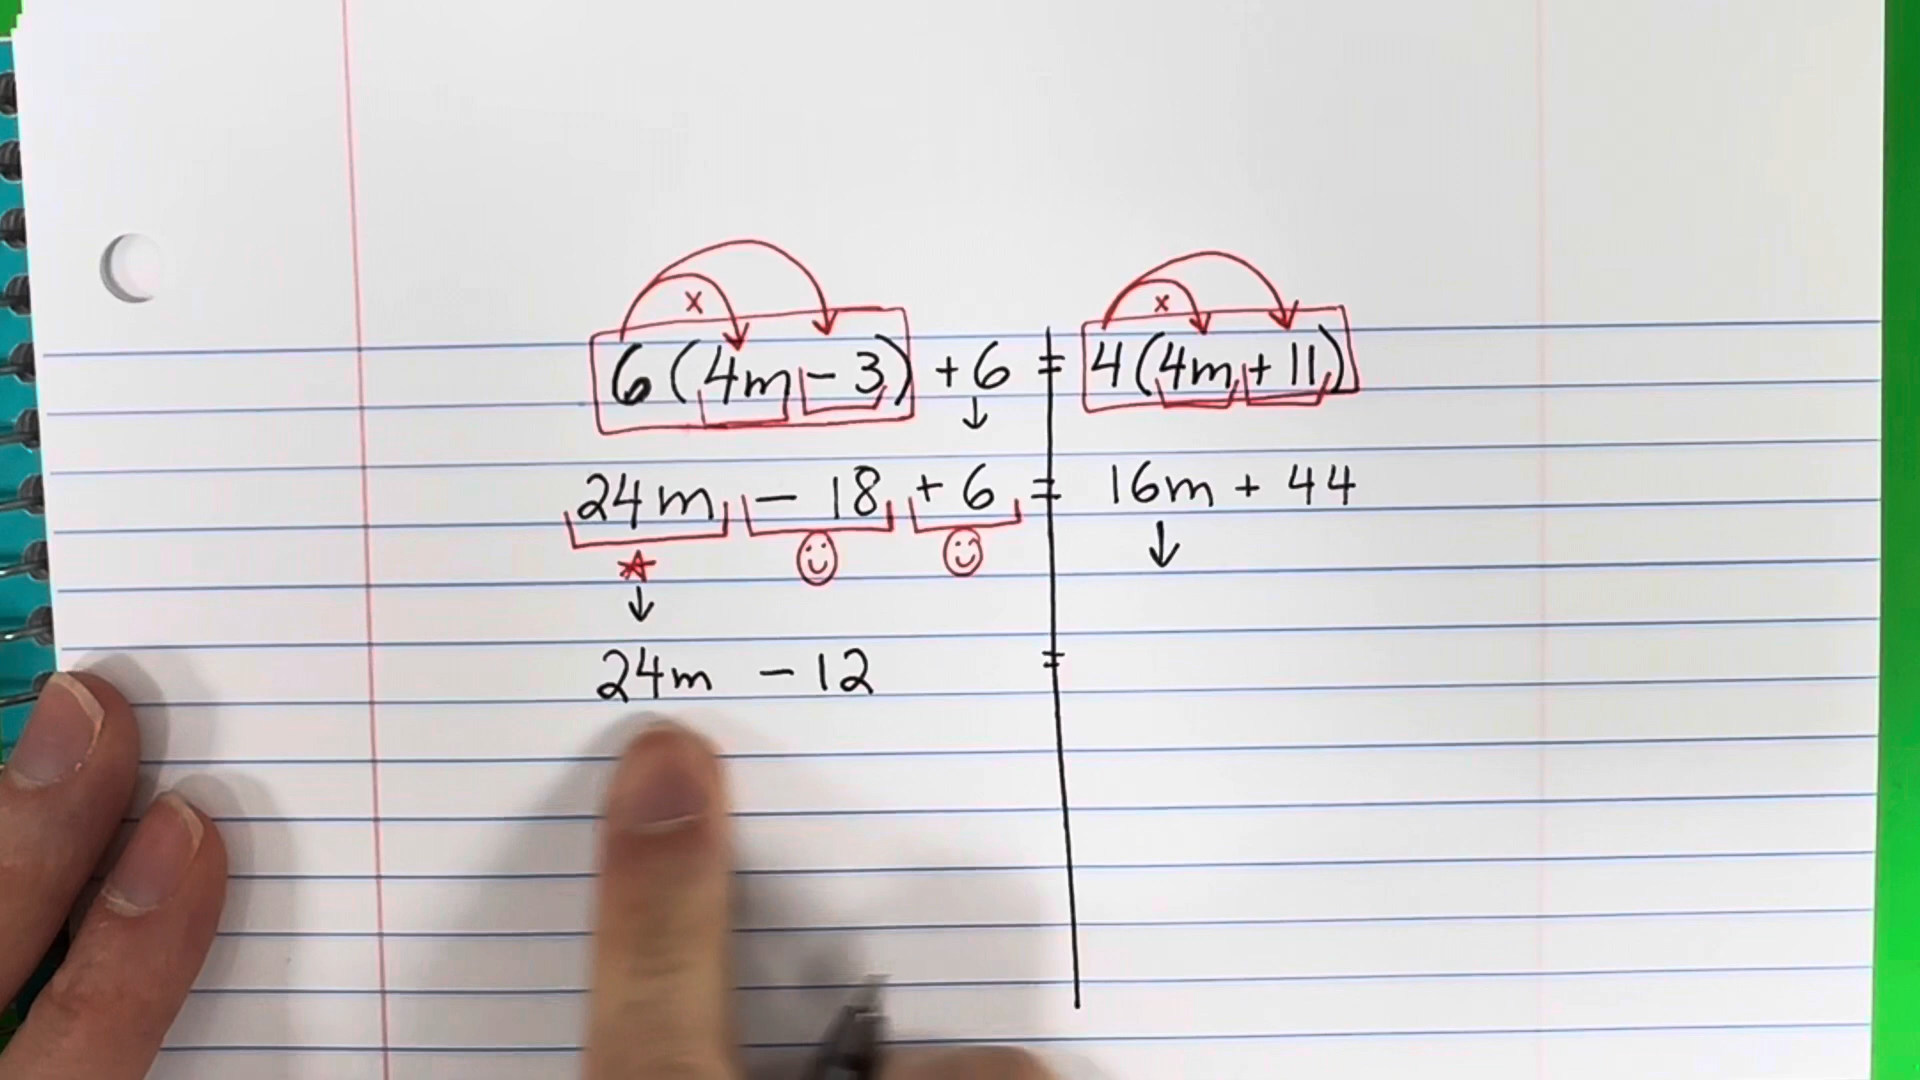 x x
6(4m - 3) + 6 = 4(4m + 11)
24m - 18 + 6 = 16m + 44
24m - 12 =